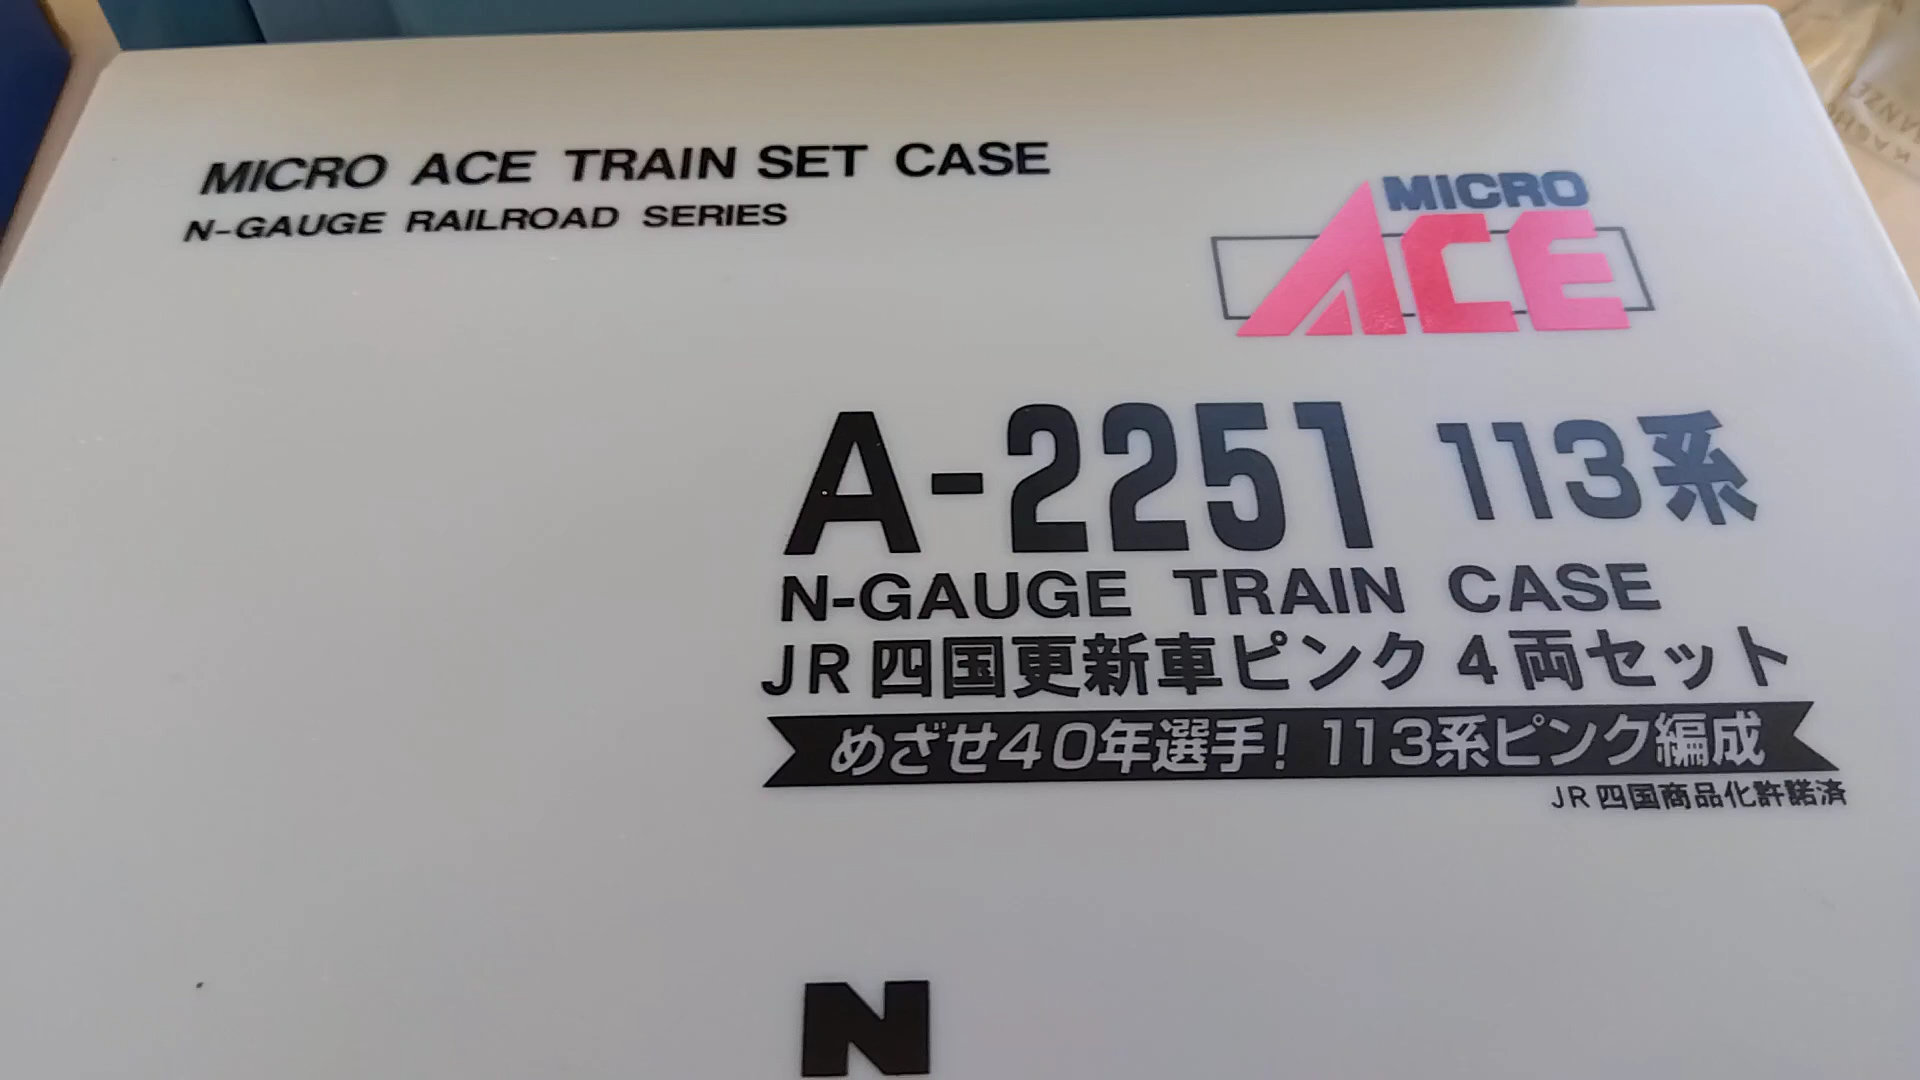 MICRO ACE TRAIN SET CASE
N-GAUGE RAILROAD SERIES
MICRO
ACE
A-2251 113系
N-GAUGE TRAIN CASE
JR四国更新車ピンク4両セット
めざせ40年選手! 113系ピンク編成
JR四国商品化許諾済
N